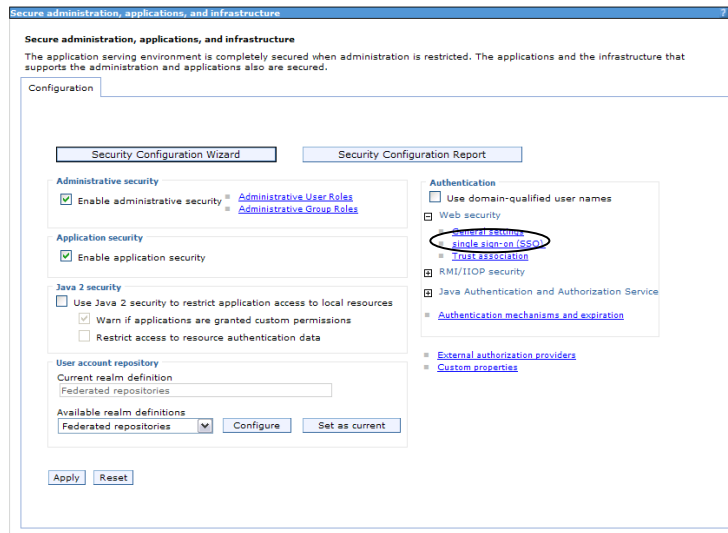 Secure administration, applications, and infrastructure ?
Secure administration, applications, and infrastructure
The application serving environment is completely secured when administration is restricted. The applications and the infrastructure that
supports the administration and applications also are secured.
Configuration
Security Configuration Wizard
Security Configuration Report
Administrative security
Enable administrative security
Administrative User Roles
Administrative Group Roles
Application security
Enable application security
Java 2 security
Use Java 2 security to restrict application access to local resources
Warn if applications are granted custom permissions
Restrict access to resource authentication data
User account repository
Current realm definition
Federated repositories
Available realm definitions
Federated repositories
Configure
Set as current
Authentication
Use domain-qualified user names
Web security
General settings
single sign-on (SSO)
Trust association
RMI/IIOP security
Java Authentication and Authorization Service
Authentication mechanisms and expiration
External authorization providers
Custom properties
Apply
Reset